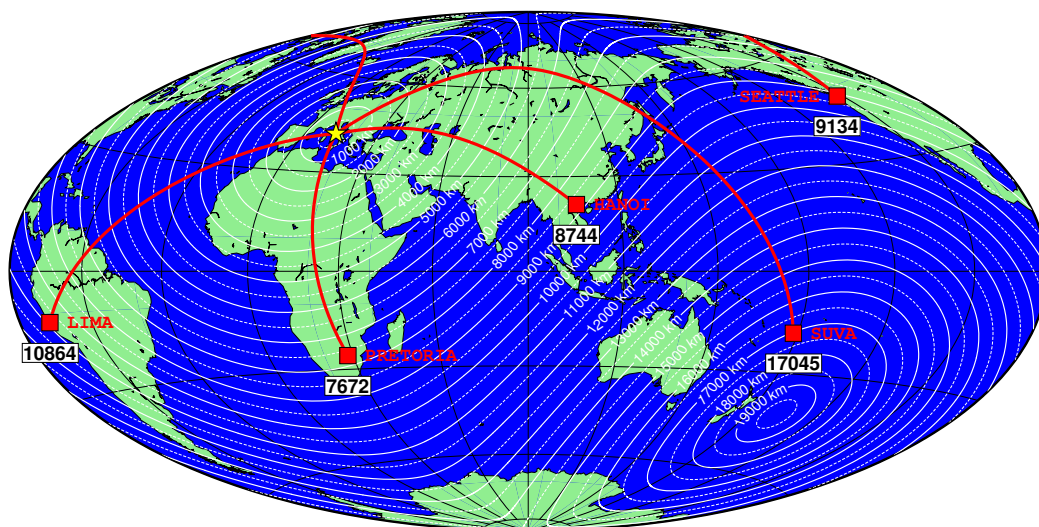 SEATTLE
9134
1000 km
2000 km
3000 km
4000 km
5000 km
6000 km
7000 km
8000 km
9000 km
10000 km
11000 km
12000 km
13000 km
14000 km
15000 km
16000 km
17000 km
18000 km
19000 km
HANOI
8744
LIMA
10864
SUVA
17045
PRETORIA
7672